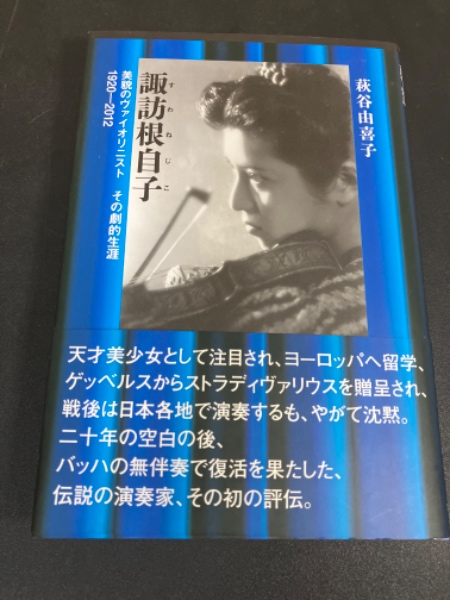 萩谷由喜子
諏訪根自子
すわねじこ
美貌のヴァイオリニスト その劇的生涯
1920―2012
天才美少女として注目され、ヨーロッパへ留学、
ゲッベルスからストラディヴァリウスを贈呈され、
戦後は日本各地で演奏するも、やがて沈黙。
二十年の空白の後、
バッハの無伴奏で復活を果たした、
伝説の演奏家、その初の評伝。